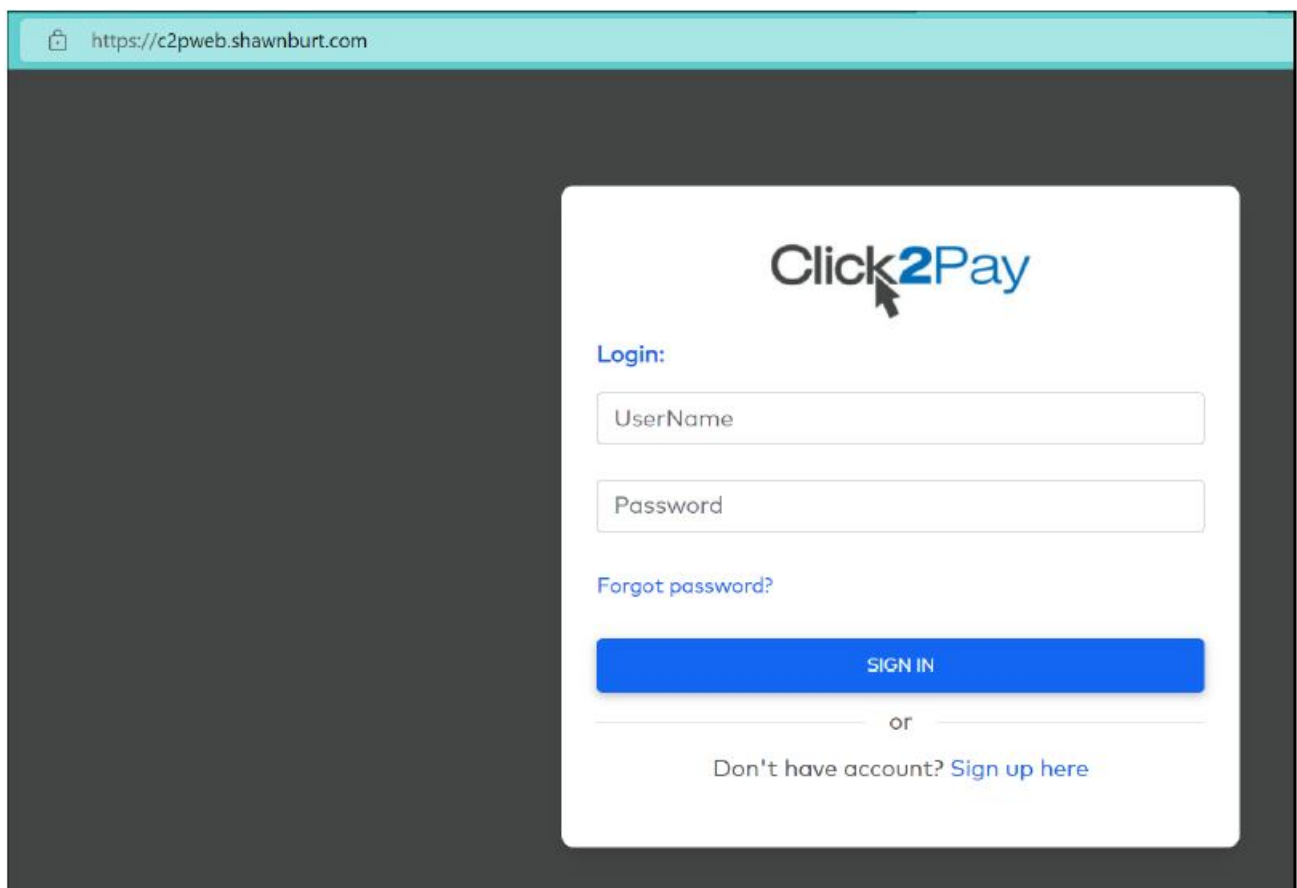 https://c2pweb.shawnburt.com
Click2Pay
Login:
UserName
Password
Forgot password?
SIGN IN
or
Don't have account? Sign up here